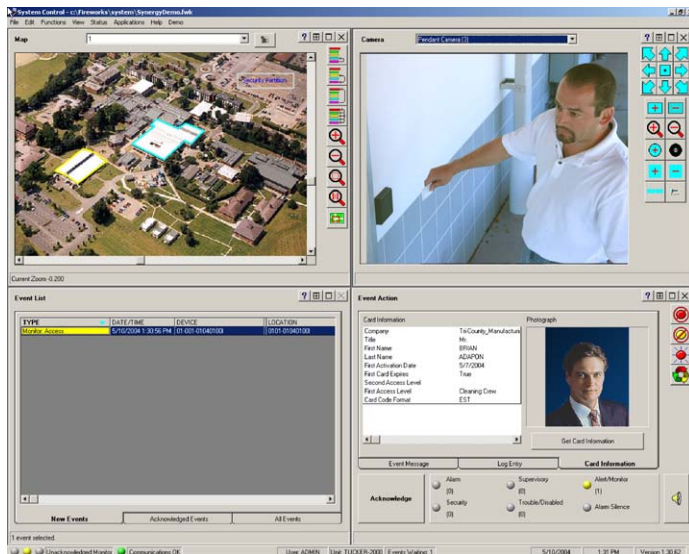 System Control - c:\Fireworks\system\SynergyDemo.fwk
File Edit Functions View Status Applications Help Demo
Map
1
Security Partition
Current Zoom -0.200
Camera
Pendant Camera (3)
Event List
TYPE DATE/TIME DEVICE LOCATION
Monitor, Access 5/10/2004 1:30:56 PM 01-001-01040100 0101-01040100
New Events Acknowledged Events All Events
1 event selected.
Event Action
Card Information
Company Tri-County_Manufactura
Title Mr.
First Name BRIAN
Last Name ADAPON
First Activation Date 5/7/2004
First Card Expires True
Second Access Level
First Access Level Cleaning Crew
Card Code Format EST
Photograph
Get Card Information
Event Message Log Entry Card Information
Acknowledge
Alarm
(0)
Supervisory
(0)
Alert/Monitor
(1)
Security
(0)
Trouble/Disabled
(0)
Alarm Silence
Unacknowledged Monitor Communications OK User: ADMIN Unit: TUCKER-2000 Events Waiting: 1 5/10/2004 1:31 PM Version 1.30.62